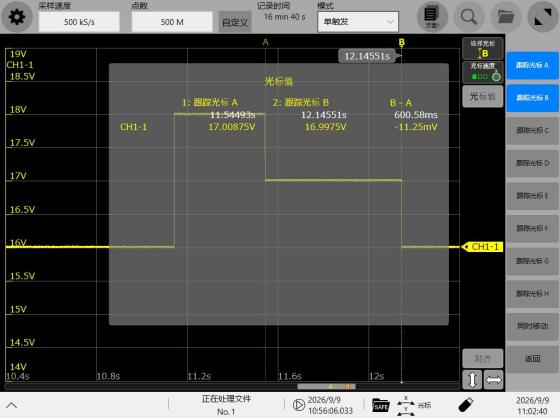 采样速度
点数
记录时间
模式
500 kS/s
500 M
自定义
16 min 40 s
单触发
选择光标
B
光标速度
光标值
12.14551s
A
B
19V
CH1-1
18.5V
18V
17.5V
17V
16.5V
16V
15.5V
15V
14.5V
14V
光标值
1: 跟踪光标 A
2: 跟踪光标 B
B - A
11.54493s
12.14551s
600.58ms
CH1-1
17.00875V
16.9975V
-11.25mV
CH1-1
10.4s
10.8s
11.2s
11.6s
12s
对齐
跟踪光标 A
跟踪光标 B
跟踪光标 C
跟踪光标 D
跟踪光标 E
跟踪光标 F
跟踪光标 G
跟踪光标 H
同时移动
返回
正在处理文件
No. 1
2026/9/9
10:56:06.033
SAFE
X
Y
光标
2026/9/9
11:02:40